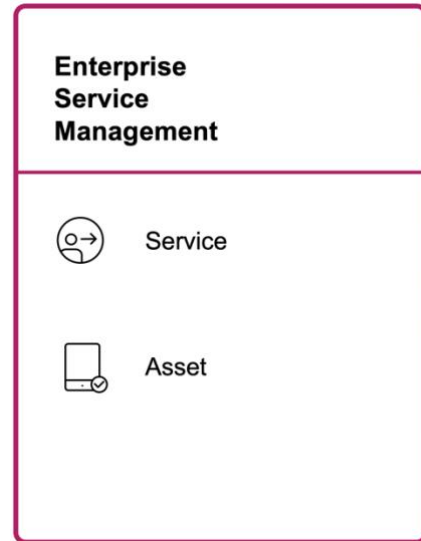 Enterprise
Service
Management
Service
Asset